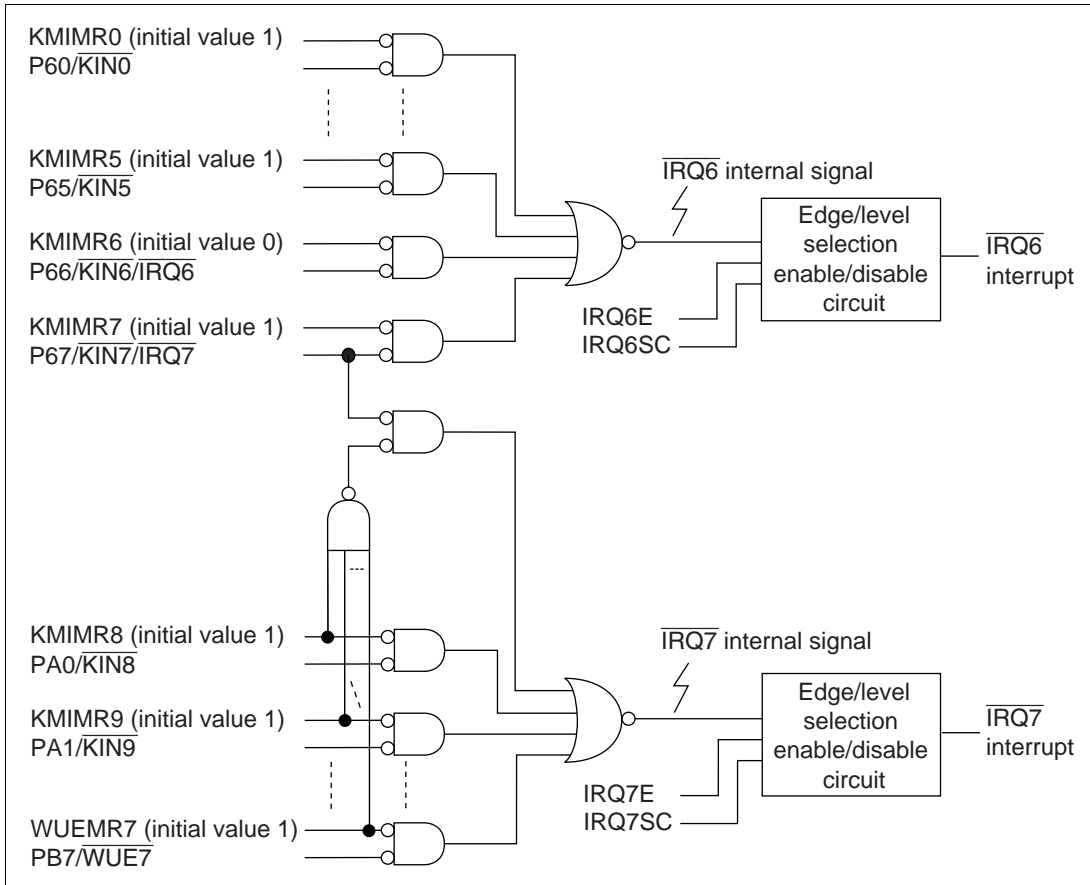 KMIMR0 (initial value 1)
P60/KIN0
KMIMR5 (initial value 1)
P65/KIN5
KMIMR6 (initial value 0)
P66/KIN6/IRQ6
KMIMR7 (initial value 1)
P67/KIN7/IRQ7
IRQ6 internal signal
Edge/level
selection
enable/disable
circuit
IRQ6
interrupt
IRQ6E
IRQ6SC
KMIMR8 (initial value 1)
PA0/KIN8
KMIMR9 (initial value 1)
PA1/KIN9
WUEMR7 (initial value 1)
PB7/WUE7
IRQ7 internal signal
Edge/level
selection
enable/disable
circuit
IRQ7
interrupt
IRQ7E
IRQ7SC